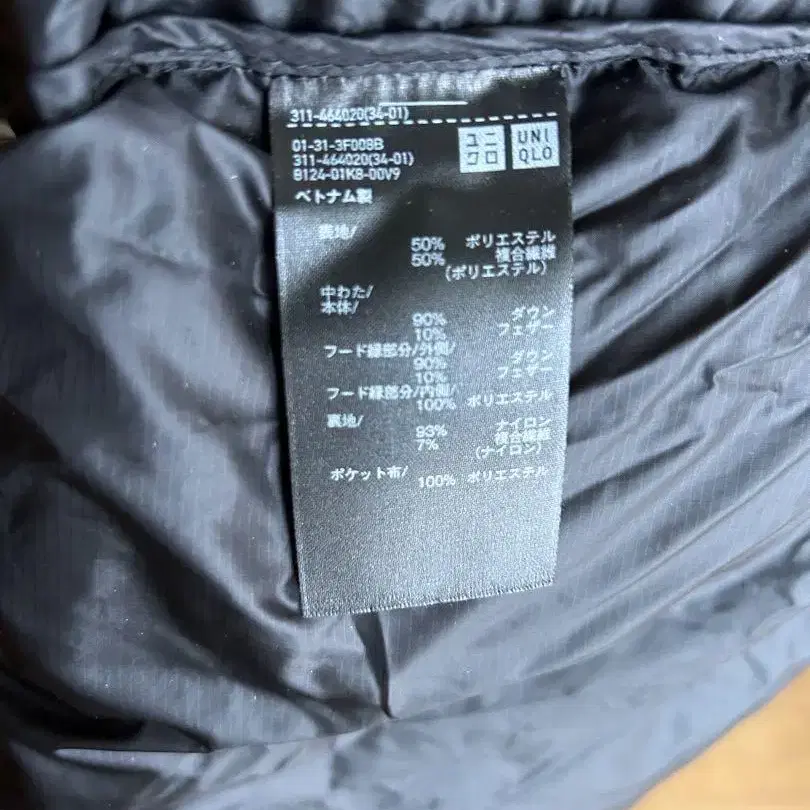 311-464020(34-01)
ユニクロ
UNIQLO
01-31-3F008B
311-464020(34-01)
8124-01K8-00V9
ベトナム製
表地/
50% ポリエステル
50% 複合繊維
(ポリエステル)
中わた/
本体/
90% ダウン
10% フェザー
フード縁部分/外側/
90% ダウン
10% フェザー
フード縁部分/内側/
100% ポリエステル
裏地/
93% ナイロン
7% 複合繊維
(ナイロン)
ポケット布/
100% ポリエステル